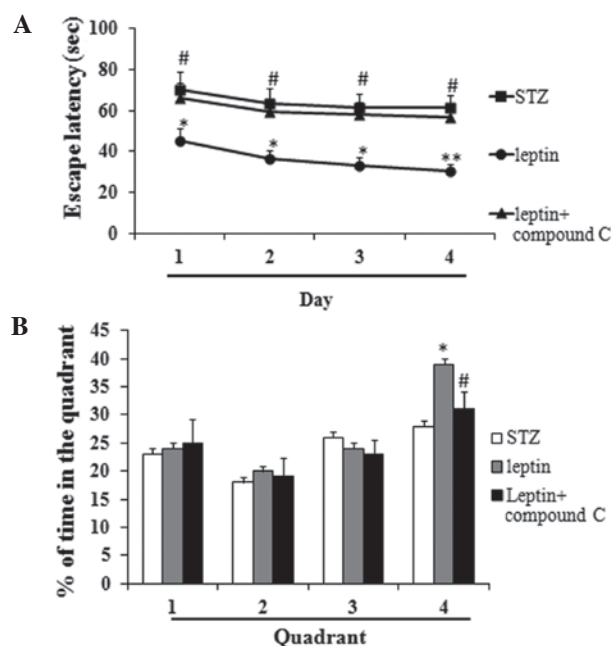 A
Escape latency (sec)
100
80
60
40
20
0
#
#
#
#
*
*
*
**
1 2 3 4
Day
STZ
leptin
leptin+
compound C
B
% of time in the quadrant
45
40
35
30
25
20
15
10
5
0
*
#
1 2 3 4
Quadrant
STZ
leptin
Leptin+
compound C